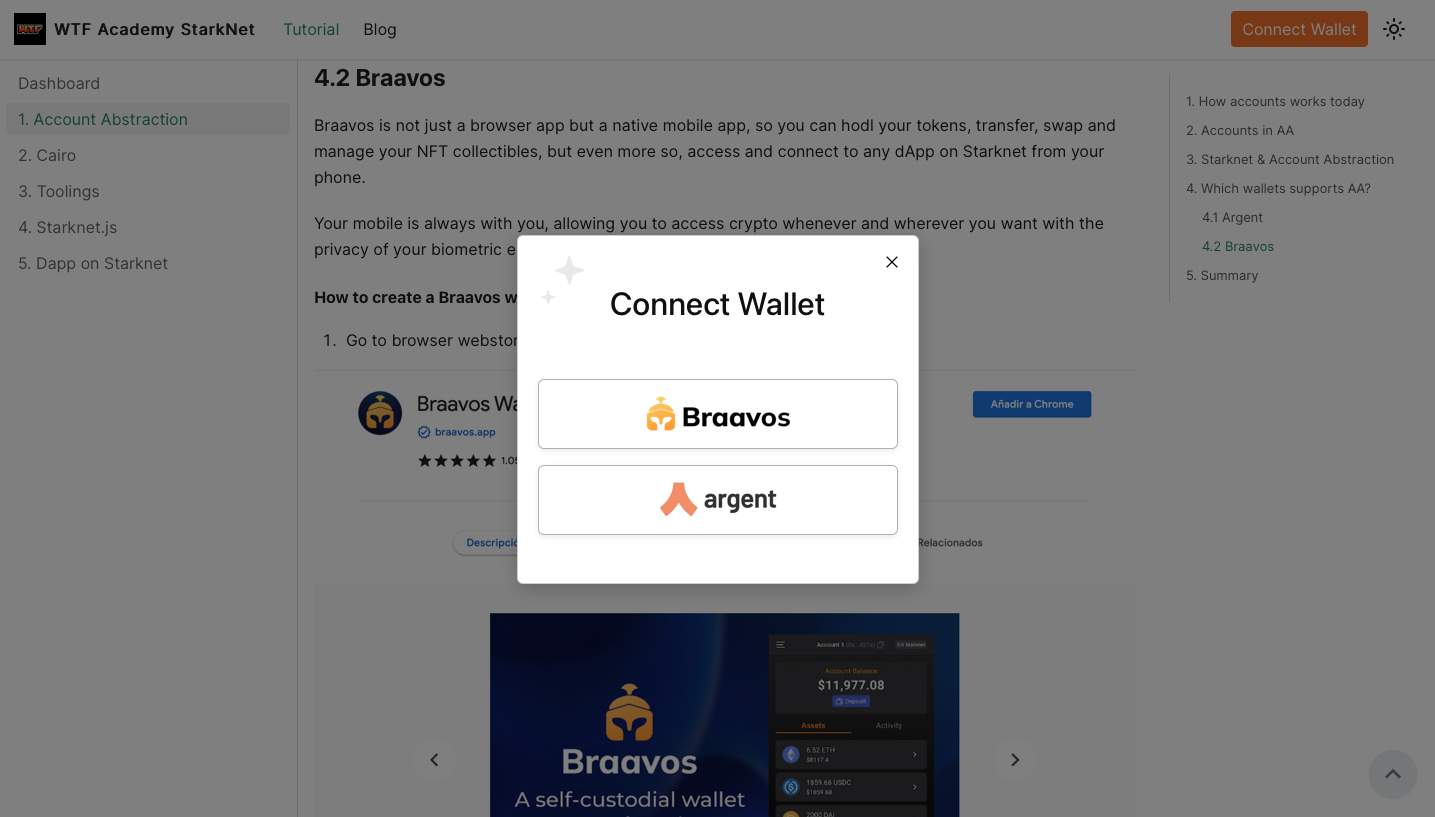 WTF
WTF Academy StarkNet
Tutorial
Blog
Connect Wallet
Dashboard
1. Account Abstraction
2. Cairo
3. Toolings
4. Starknet.js
5. Dapp on Starknet
4.2 Braavos
Braavos is not just a browser app but a native mobile app, so you can hodl your tokens, transfer, swap and
manage your NFT collectibles, but even more so, access and connect to any dApp on Starknet from your
phone.
Your mobile is always with you, allowing you to access crypto whenever and wherever you want with the
privacy of your biometric e
How to create a Braavos w
1. Go to browser webstor
Braavos Wa
braavos.app
1.05
Añadir a Chrome
Descripció
Relacionados
Connect Wallet
Braavos
argent
Braavos
A self-custodial wallet
Account 1
SN Mainnet
Account Balance
$11,977.08
Deposit
Assets
Activity
6.52 ETH
$8117.4
1859.68 USDC
$1859.68
2000 DAI
1. How accounts works today
2. Accounts in AA
3. Starknet & Account Abstraction
4. Which wallets supports AA?
4.1 Argent
4.2 Braavos
5. Summary